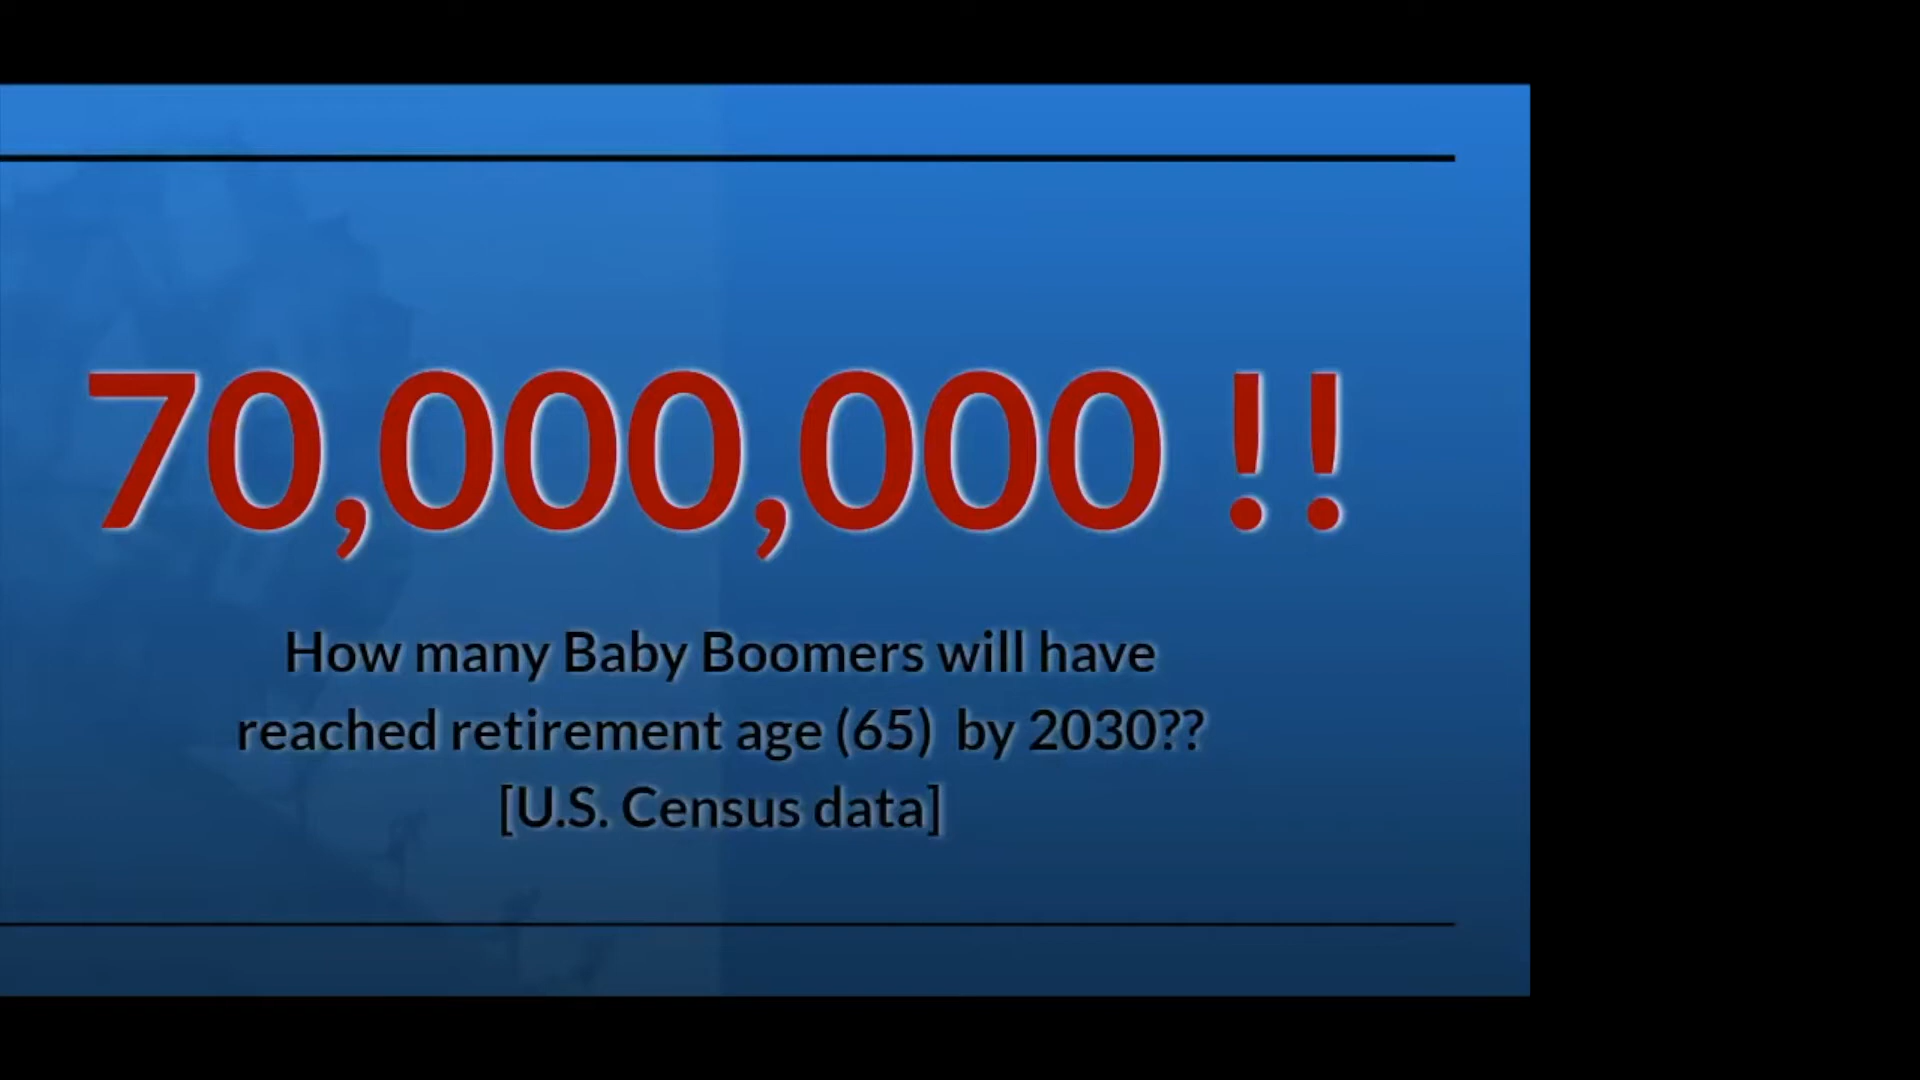 70,000,000 !!
How many Baby Boomers will have
reached retirement age (65) by 2030??
[U.S. Census data]